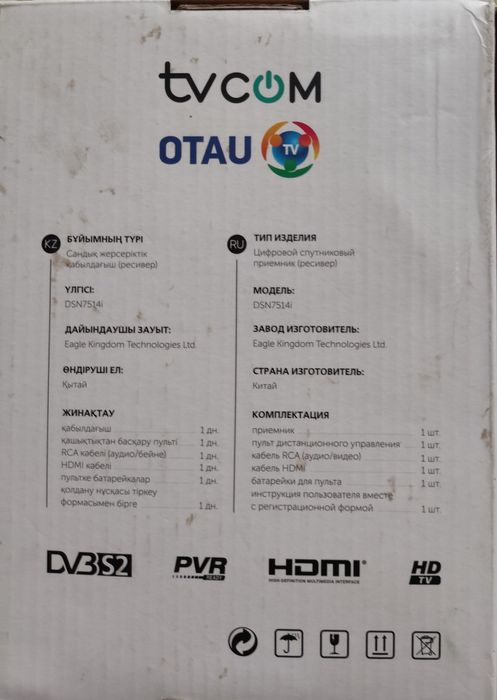 tvcom
OTAU TV
KZ
БҰЙЫМНЫҢ ТҮРІ
Сандық жерсеріктік
қабылдағыш (ресивер)
ҮЛГІСІ:
DSN7514i
ДАЙЫНДАУШЫ ЗАУЫТ:
Eagle Kingdom Technologies Ltd.
ӨНДІРУШІ ЕЛ:
Қытай
ЖИНАҚТАУ
қабылдағыш 1 дн.
қашықтықтан басқару пульті 1 дн.
RCA кабелі (аудио/бейне) 1 дн.
HDMI кабелі 1 дн.
пультке батарейкалар 1 дн.
қолдану нұсқасы тіркеу
формасымен бірге 1 дн.
RU
ТИП ИЗДЕЛИЯ
Цифровой спутниковый
приемник (ресивер)
МОДЕЛЬ:
DSN7514i
ЗАВОД ИЗГОТОВИТЕЛЬ:
Eagle Kingdom Technologies Ltd.
СТРАНА ИЗГОТОВИТЕЛЬ:
Китай
КОМПЛЕКТАЦИЯ
приемник 1 шт.
пульт дистанционного управления 1 шт.
кабель RCA (аудио/видео) 1 шт.
кабель HDMI 1 шт.
батарейки для пульта 1 шт.
инструкция пользователя вместе
с регистрационной формой 1 шт.
DVB S2
PVR
READY
HDMI
HIGH-DEFINITION MULTIMEDIA INTERFACE
HD
TV